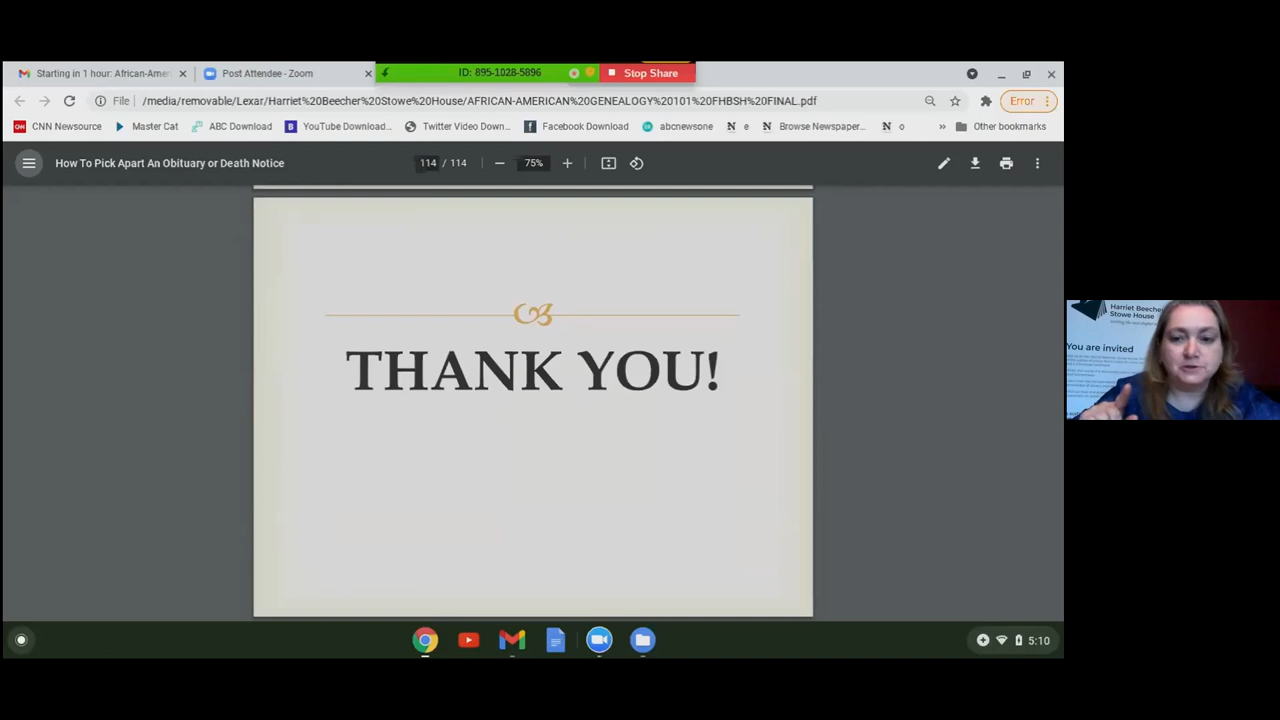 Starting in 1 hour: African-Amer
Post Attendee - Zoom
ID: 895-1028-5896
Stop Share
File
/media/removable/Lexar/Harriet%20Beecher%20Stowe%20House/AFRICAN-AMERICAN%20GENEALOGY%20101%20FHBSH%20FINAL.pdf
Error
CNN Newsource
Master Cat
ABC Download
YouTube Download...
Twitter Video Down...
Facebook Download
abcnewsone
N e
Browse Newspaper...
N o
»
Other bookmarks
How To Pick Apart An Obituary or Death Notice
114 / 114
75%
THANK YOU!
Harriet Beecher
Stowe House
You are invited
5:10